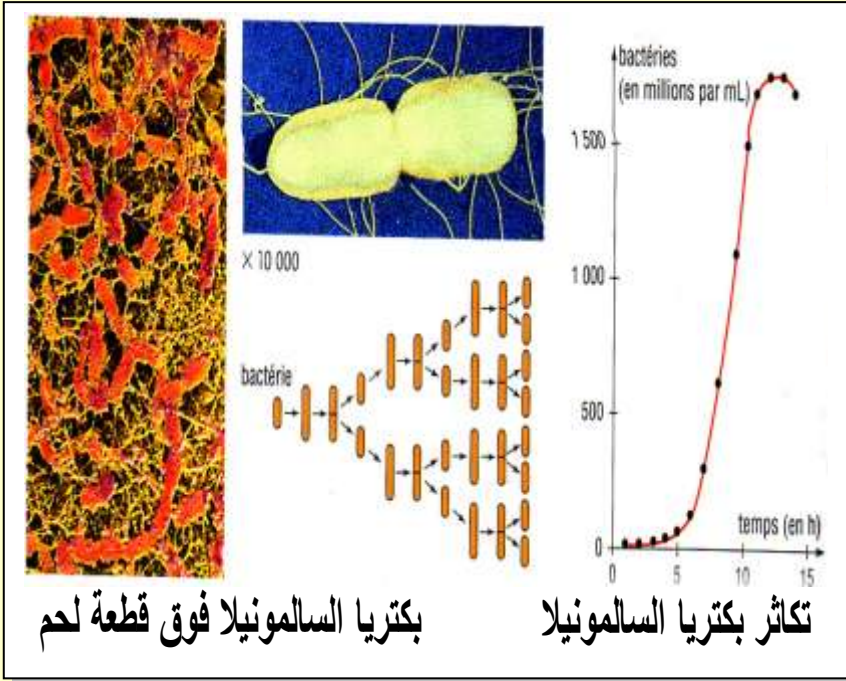 × 10 000
bactérie
bactéries
(en millions par mL)
1 500
1 000
500
0
0 5 10 15
temps (en h)
بكتريا السالمونيلا فوق قطعة لحم
تكاثر بكتريا السالمونيلا